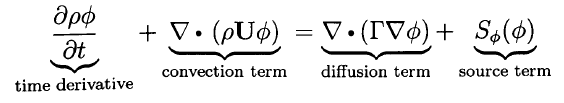 ∂ρϕ/∂t + ∇ • (ρUϕ) = ∇ • (Γ∇ϕ) + S_ϕ(ϕ)
time derivative convection term diffusion term source term